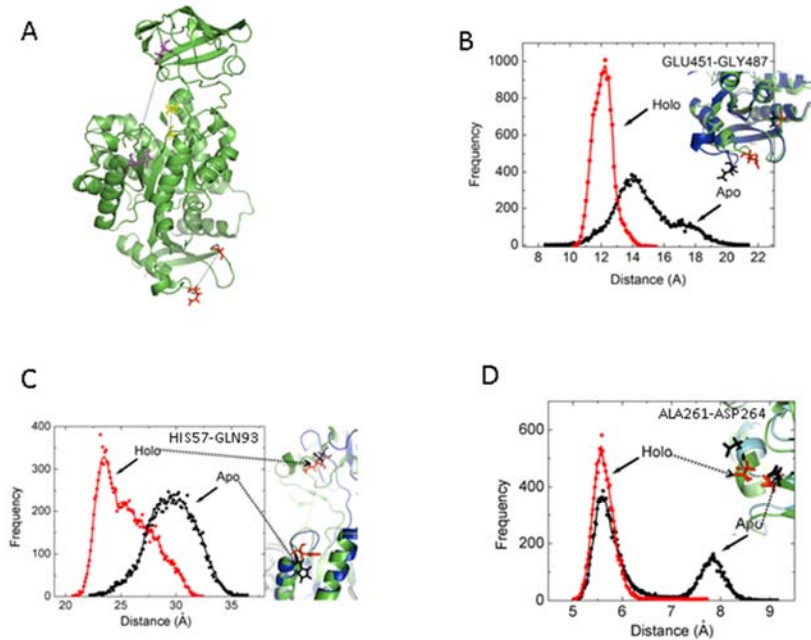 A
B
GLU451-GLY487
Holo
Apo
Frequency
1000
800
600
400
200
0
8 10 12 14 16 18 20 22
Distance (A)
C
HIS57-GLN93
Holo
Apo
Frequency
400
300
200
100
0
20 25 30 35
Distance (Å)
D
ALA261-ASP264
Holo
Apo
Frequency
800
600
400
200
0
5 6 7 8 9
Distance (Å)